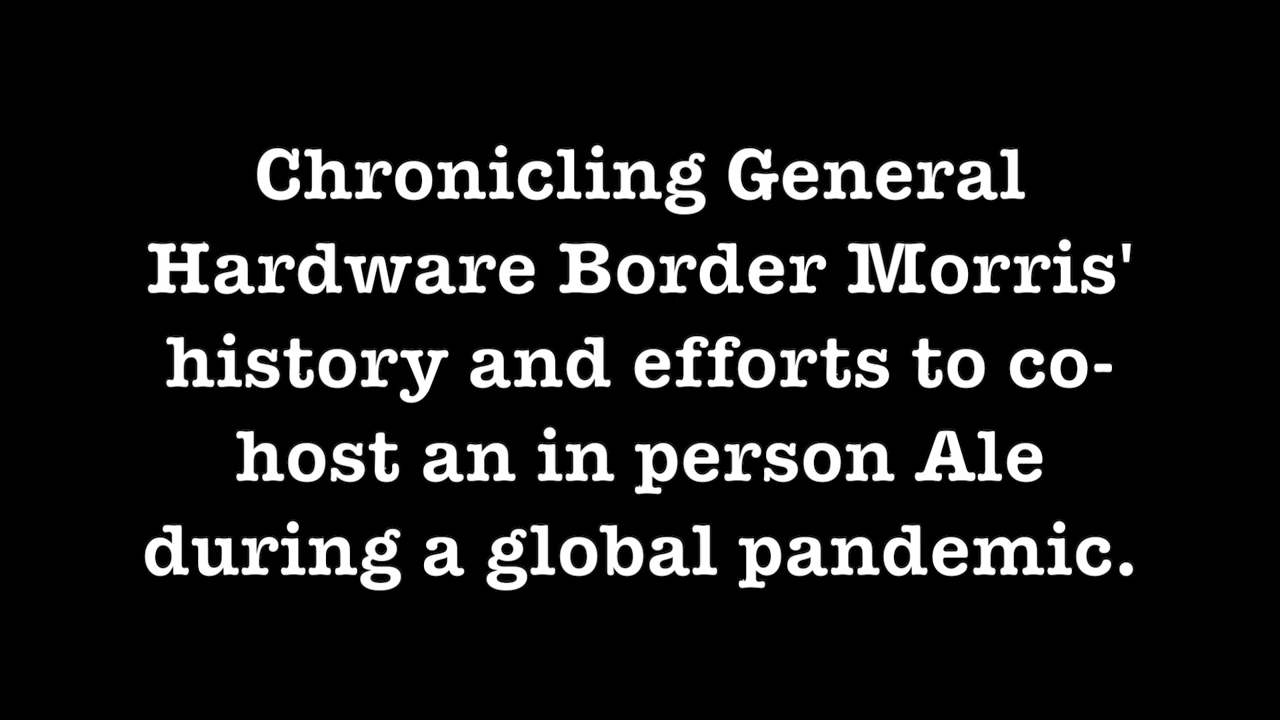 Chronicling General
Hardware Border Morris'
history and efforts to co-
host an in person Ale
during a global pandemic.